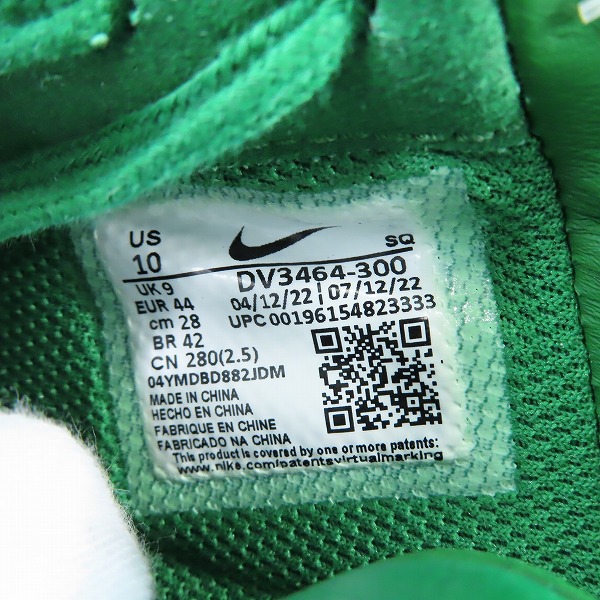 US
10
SQ
UK 9
DV3464-300
EUR 44
04/12/22 | 07/12/22
cm 28
UPC 00196154823333
BR 42
CN 280(2.5)
04YMDBD882JDM
MADE IN CHINA
HECHO EN CHINA
FABRIQUE EN CHINE
FABRICADO NA CHINA
This product is covered by one or more patents:
www.nike.com/patentsvirtualmarking